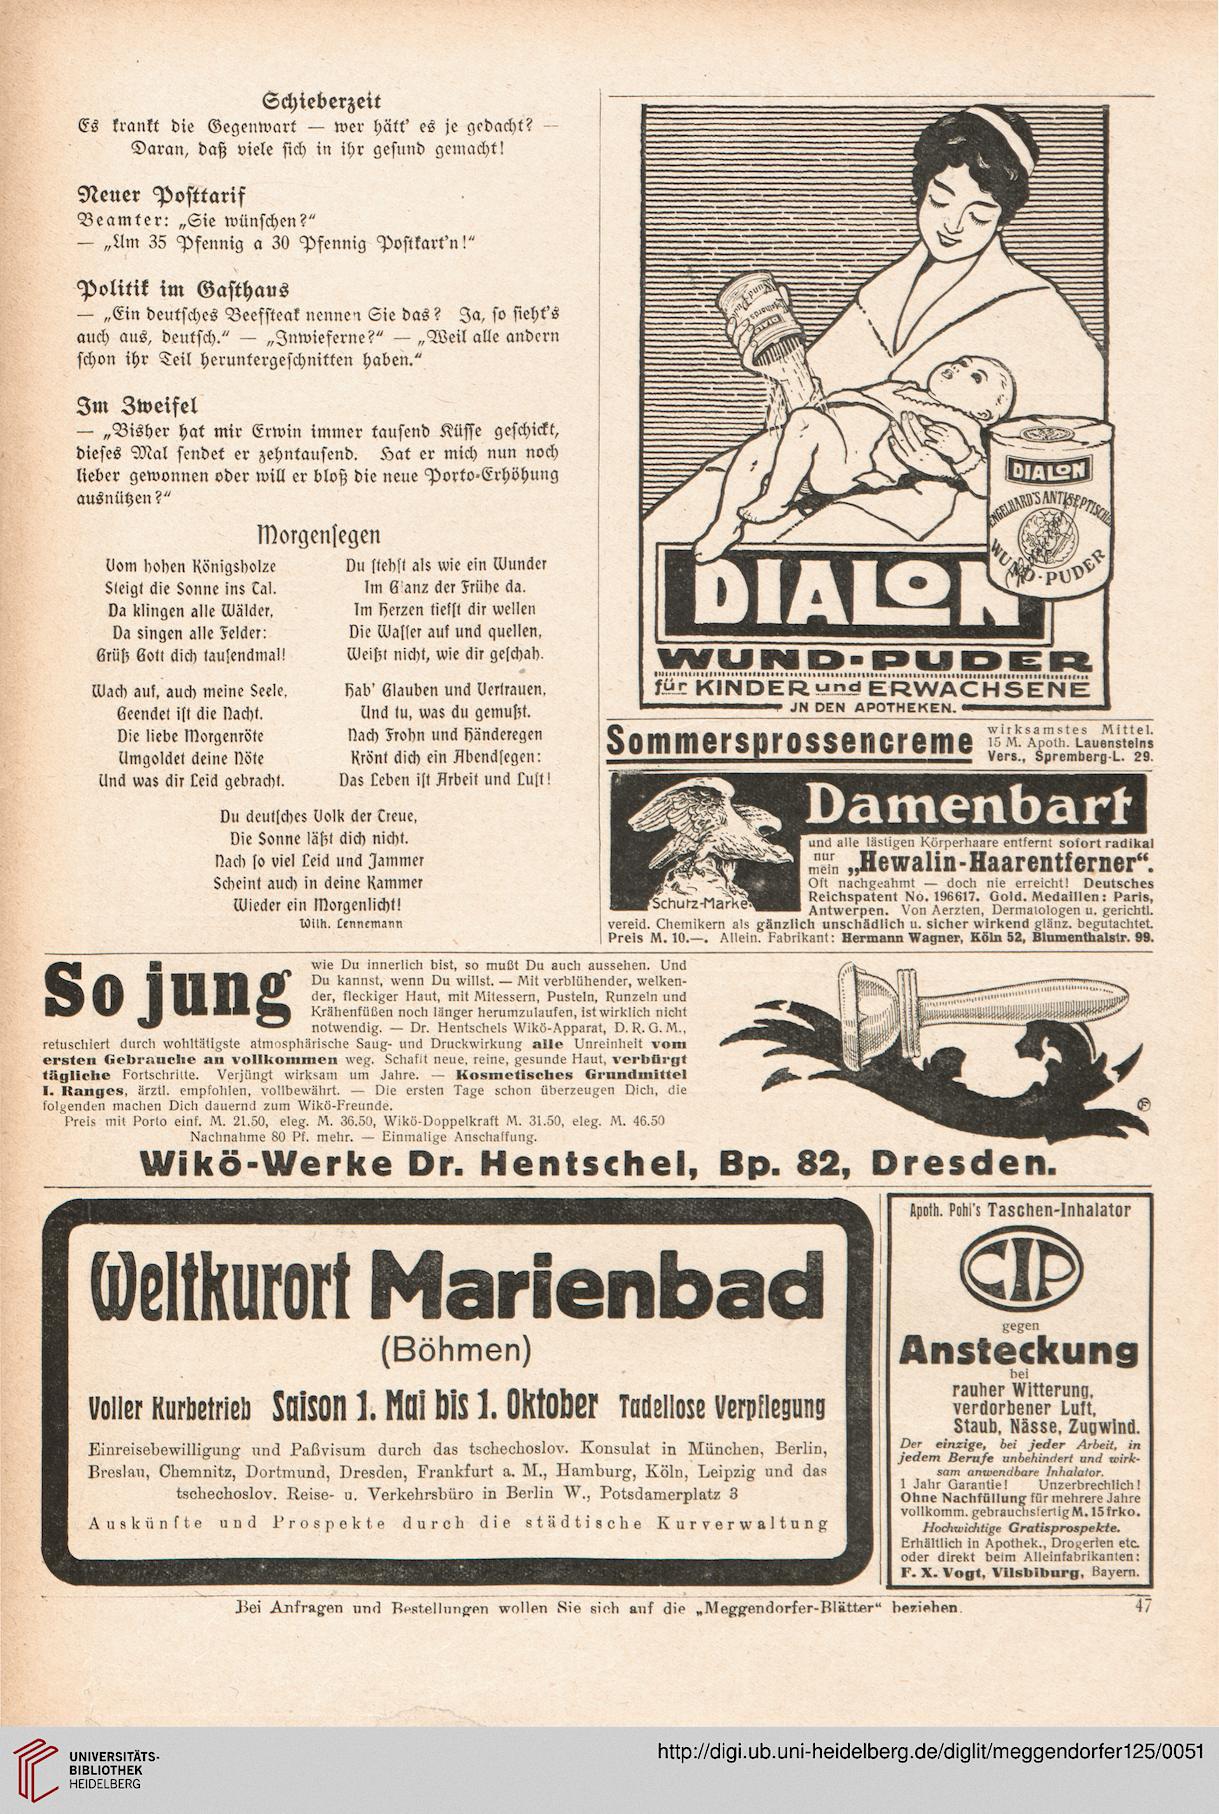 Schieberzeit
Es krankt die Gegenwart — wer hätt' es je gedacht? —
Daran, daß viele sich in ihr gesund gemacht!
Neuer Posttarif
Beamter: „Sie wünschen?“
— „Um 35 Pfennig a 30 Pfennig Postkart'n!“
Politik im Gasthaus
— „Ein deutsches Beefsteak nennen Sie das? Ja, so sieht's
auch aus, deutsch.“ — „Inwieferne?“ — „Weil alle andern
schon ihr Teil heruntergeschnitten haben.“
Im Zweifel
— „Bisher hat mir Erwin immer tausend Küsse geschickt,
dieses Mal sendet er zehntausend. Hat er mich nun noch
lieber gewonnen oder will er bloß die neue Porto-Erhöhung
ausnützen?“
Morgensegen
Vom hohen Königsholze
Steigt die Sonne ins Tal.
Da klingen alle Wälder,
Da singen alle Felder:
Grüß Gott dich tausendmal!
Wach auf, auch meine Seele,
Geendet ist die Nacht.
Die liebe Morgenröte
Umgoldet deine Nöte
Und was dir Leid gebracht.
Du stehst als wie ein Wunder
Im Glanz der Frühe da.
Im Herzen tiefst dir wellen
Die Wasser auf und quellen,
Weißt nicht, wie dir geschah.
Hab' Glauben und Vertrauen,
Und tu, was du gemußt.
Nach Frohn und Händeregen
Krönt dich ein Abendsegen:
Das Leben ist Arbeit und Lust!
Du deutsches Volk der Treue,
Die Sonne läßt dich nicht.
Nach so viel Leid und Jammer
Scheint auch in deine Kammer
Wieder ein Morgenlicht!
Wilh. Lennemann
DIALON
ENGELHARD'S ANTISEPTISCHER
WUND-PUDER
DIALON
WUND-PUDER
für KINDER und ERWACHSENE
JN DEN APOTHEKEN.
Sommersprossencreme wirksamstes Mittel.
15 M. Apoth. Lauensteins
Vers., Spremberg-L. 29.
Damenbart
und alle lästigen Körperhaare entfernt sofort radikal
nur mein „Hewalin-Haarentferner“.
Oft nachgeahmt — doch nie erreicht! Deutsches
Reichspatent No. 196617. Gold. Medaillen: Paris,
Antwerpen. Von Aerzten, Dermatologen u. gerichtl.
vereid. Chemikern als gänzlich unschädlich u. sicher wirkend glänz. begutachtet.
Preis M. 10.—. Allein. Fabrikant: Hermann Wagner, Köln 52, Blumenthalstr. 99.
Schutz-Marke.
So jung
wie Du innerlich bist, so mußt Du auch aussehen. Und
Du kannst, wenn Du willst. — Mit verblühender, welken-
der, fleckiger Haut, mit Mitessern, Pusteln, Runzeln und
Krähenfüßen noch länger herumzulaufen, ist wirklich nicht
notwendig. — Dr. Hentschels Wikö-Apparat, D. R. G. M.,
retuschiert durch wohltätigste atmosphärische Saug- und Druckwirkung alle Unreinheit vom
ersten Gebrauche an vollkommen weg. Schafft neue, reine, gesunde Haut, verbürgt
tägliche Fortschritte. Verjüngt wirksam um Jahre. — Kosmetisches Grundmittel
I. Ranges, ärztl. empfohlen, vollbewährt. — Die ersten Tage schon überzeugen Dich, die
folgenden machen Dich dauernd zum Wikö-Freunde.
Preis mit Porto einf. M. 21.50, eleg. M. 36.50, Wikö-Doppelkraft M. 31.50, eleg. M. 46.50
Nachnahme 80 Pf. mehr. — Einmalige Anschaffung.
Wikö-Werke Dr. Hentschel, Bp. 82, Dresden.
Weltkurort Marienbad
(Böhmen)
Voller Kurbetrieb Saison 1. Mai bis 1. Oktober Tadellose Verpflegung
Einreisebewilligung und Paßvisum durch das tschechoslov. Konsulat in München, Berlin,
Breslau, Chemnitz, Dortmund, Dresden, Frankfurt a. M., Hamburg, Köln, Leipzig und das
tschechoslov. Reise- u. Verkehrsbüro in Berlin W., Potsdamerplatz 3
Auskünfte und Prospekte durch die städtische Kurverwaltung
Apoth. Pohl's Taschen-Inhalator
CIP
gegen
Ansteckung
bei
rauher Witterung,
verdorbener Luft,
Staub, Nässe, Zugwind.
Der einzige, bei jeder Arbeit, in
jedem Berufe unbehindert und wirk-
sam anwendbare Inhalator.
1 Jahr Garantie! Unzerbrechlich!
Ohne Nachfüllung für mehrere Jahre
vollkomm. gebrauchsfertig M. 15 frko.
Hochwichtige Gratisprospekte.
Erhältlich in Apothek., Drogerien etc.
oder direkt beim Alleinfabrikanten:
F. X. Vogt, Vilsbiburg, Bayern.
Bei Anfragen und Bestellungen wollen Sie sich auf die „Meggendorfer-Blätter“ beziehen.
47
UNIVERSITÄTS-
BIBLIOTHEK
HEIDELBERG
http://digi.ub.uni-heidelberg.de/diglit/meggendorfer125/0051